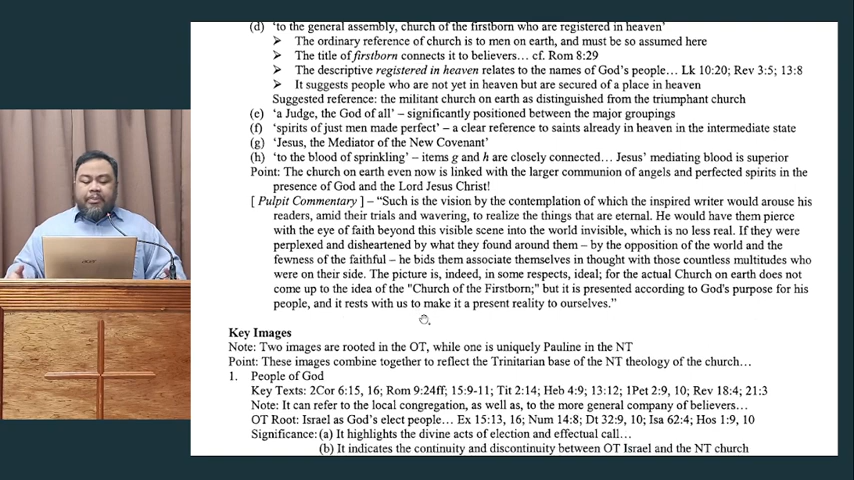 (d) ‘to the general assembly, church of the firstborn who are registered in heaven’
➢ The ordinary reference of church is to men on earth, and must be so assumed here
➢ The title of firstborn connects it to believers… cf. Rom 8:29
➢ The descriptive registered in heaven relates to the names of God’s people… Lk 10:20; Rev 3:5; 13:8
➢ It suggests people who are not yet in heaven but are secured of a place in heaven
Suggested reference: the militant church on earth as distinguished from the triumphant church
(e) ‘a Judge, the God of all’ – significantly positioned between the major groupings
(f) ‘spirits of just men made perfect’ – a clear reference to saints already in heaven in the intermediate state
(g) ‘Jesus, the Mediator of the New Covenant’
(h) ‘to the blood of sprinkling’ – items g and h are closely connected… Jesus’ mediating blood is superior
Point: The church on earth even now is linked with the larger communion of angels and perfected spirits in the
presence of God and the Lord Jesus Christ!
[ Pulpit Commentary ] – “Such is the vision by the contemplation of which the inspired writer would arouse his
readers, amid their trials and wavering, to realize the things that are eternal. He would have them pierce
with the eye of faith beyond this visible scene into the world invisible, which is no less real. If they were
perplexed and disheartened by what they found around them – by the opposition of the world and the
fewness of the faithful – he bids them associate themselves in thought with those countless multitudes who
were on their side. The picture is, indeed, in some respects, ideal; for the actual Church on earth does not
come up to the idea of the "Church of the Firstborn;" but it is presented according to God's purpose for his
people, and it rests with us to make it a present reality to ourselves.”
Key Images
Note: Two images are rooted in the OT, while one is uniquely Pauline in the NT
Point: These images combine together to reflect the Trinitarian base of the NT theology of the church…
1. People of God
Key Texts: 2Cor 6:15, 16; Rom 9:24ff; 15:9-11; Tit 2:14; Heb 4:9; 13:12; 1Pet 2:9, 10; Rev 18:4; 21:3
Note: It can refer to the local congregation, as well as, to the more general company of believers…
OT Root: Israel as God’s elect people… Ex 15:13, 16; Num 14:8; Dt 32:9, 10; Isa 62:4; Hos 1:9, 10
Significance: (a) It highlights the divine acts of election and effectual call…
(b) It indicates the continuity and discontinuity between OT Israel and the NT church
acer